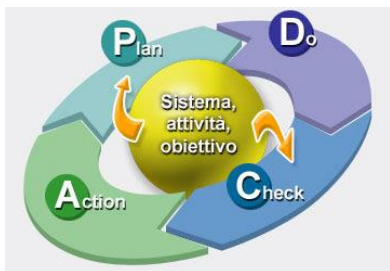 Plan
Do
Sistema,
attività,
obiettivo
Action
Check